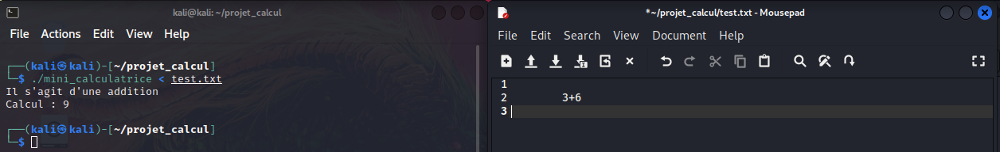 kali@kali: ~/projet_calcul
File Actions Edit View Help
┌──(kali㉿kali)-[~/projet_calcul]
└─$ ./mini_calculatrice < test.txt
Il s'agit d'une addition
Calcul : 9
┌──(kali㉿kali)-[~/projet_calcul]
└─$
*~/projet_calcul/test.txt - Mousepad
File Edit Search View Document Help
1
2 3+6
3